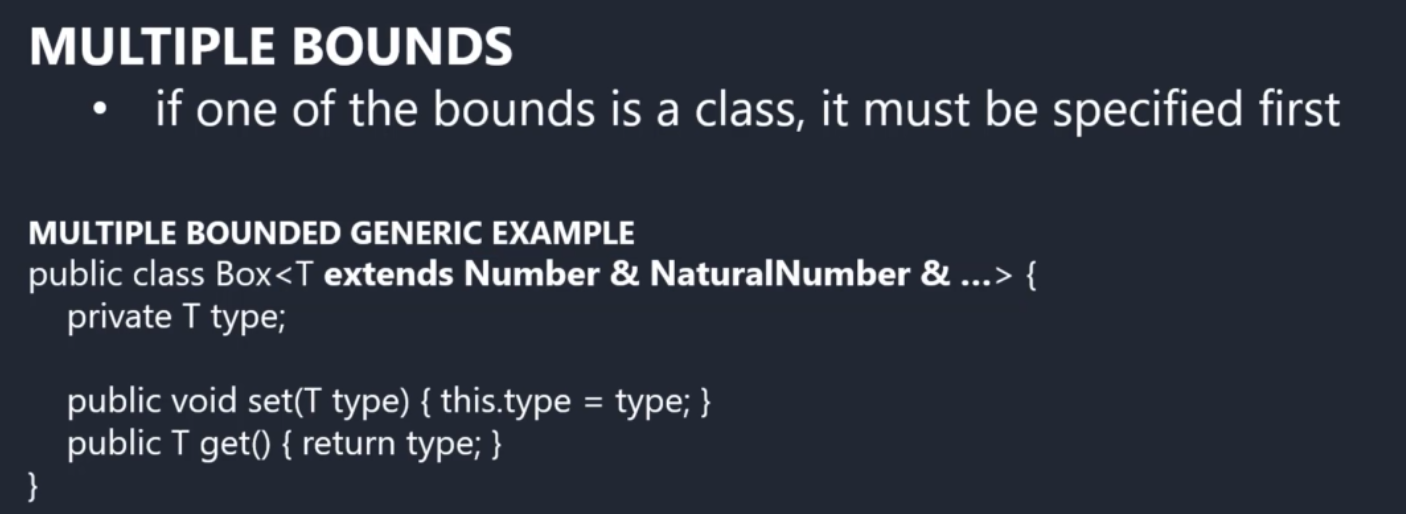 MULTIPLE BOUNDS
• if one of the bounds is a class, it must be specified first
MULTIPLE BOUNDED GENERIC EXAMPLE
public class Box<T extends Number & NaturalNumber & ...> {
private T type;
public void set(T type) { this.type = type; }
public T get() { return type; }
}